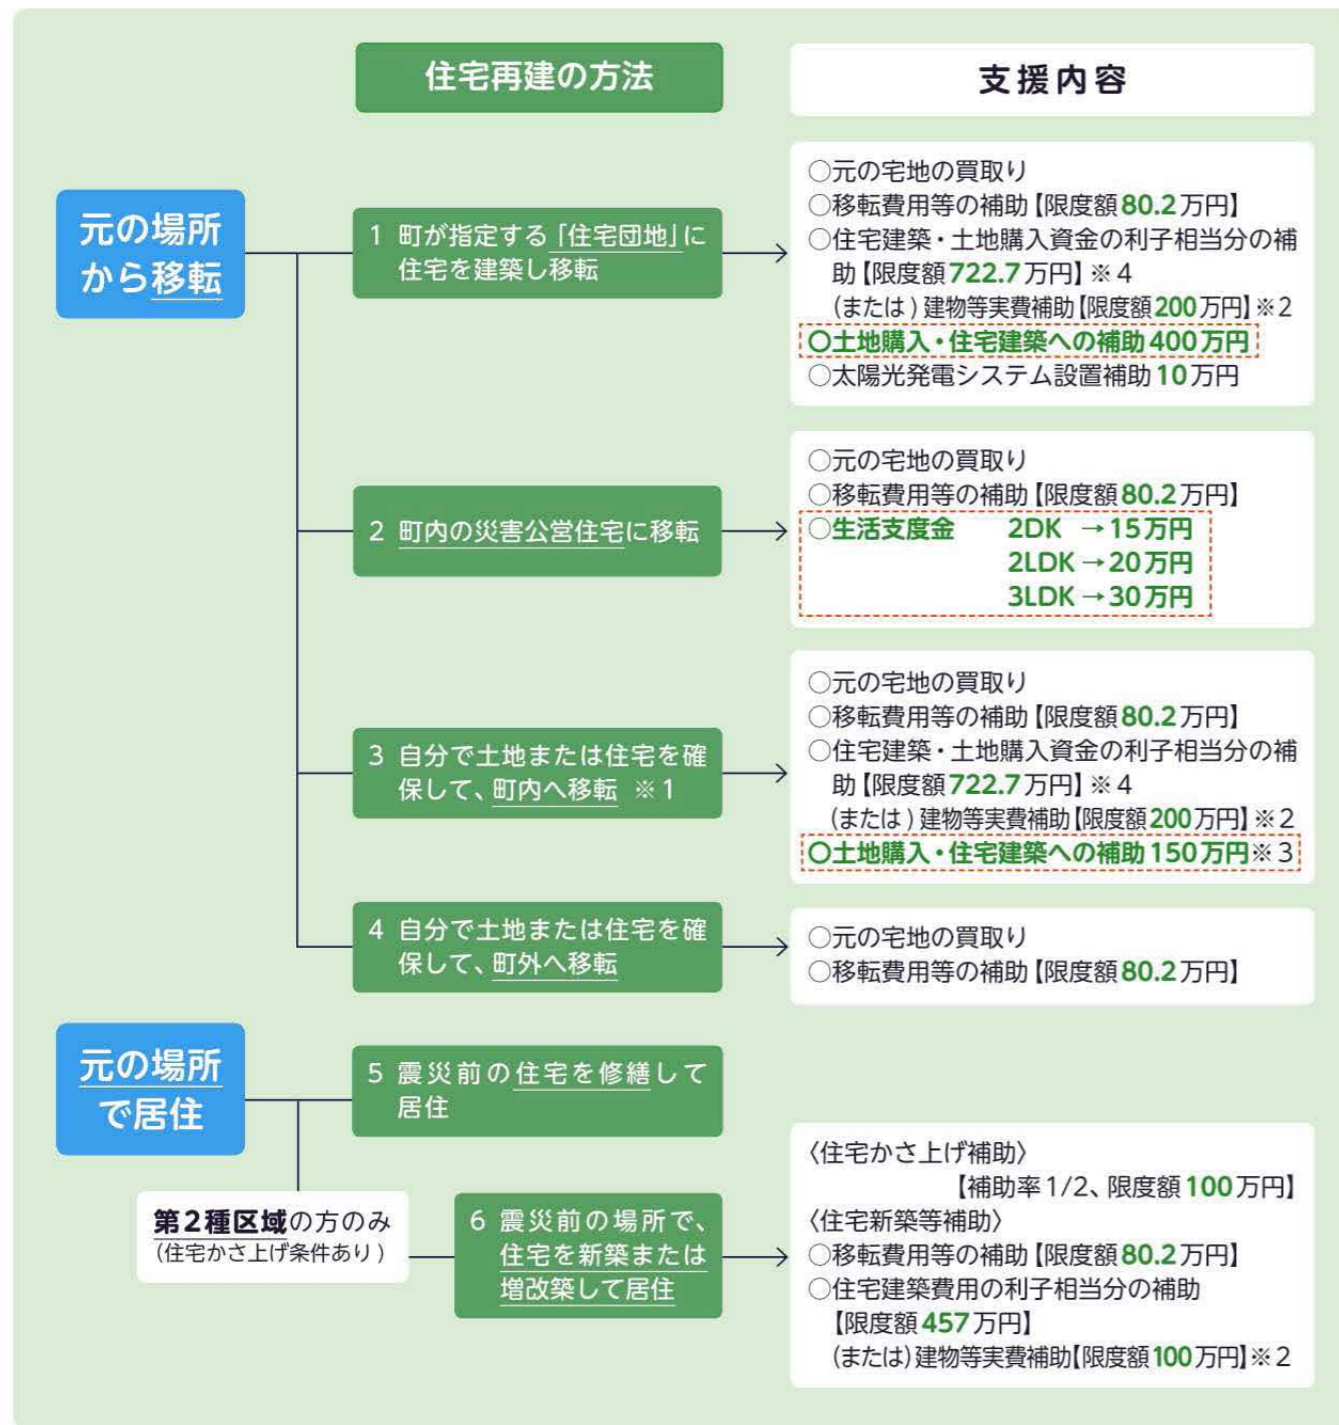 住宅再建の方法
支援内容
元の場所
から移転
1 町が指定する「住宅団地」に
住宅を建築し移転
○元の宅地の買取り
○移転費用等の補助【限度額80.2万円】
○住宅建築・土地購入資金の利子相当分の補
助【限度額722.7万円】※4
(または)建物等実費補助【限度額200万円】※2
○土地購入・住宅建築への補助400万円
○太陽光発電システム設置補助10万円
2 町内の災害公営住宅に移転
○元の宅地の買取り
○移転費用等の補助【限度額80.2万円】
○生活支度金 2DK →15万円
2LDK→20万円
3LDK→30万円
3 自分で土地または住宅を確
保して、町内へ移転 ※1
○元の宅地の買取り
○移転費用等の補助【限度額80.2万円】
○住宅建築・土地購入資金の利子相当分の補
助【限度額722.7万円】※4
(または)建物等実費補助【限度額200万円】※2
○土地購入・住宅建築への補助150万円※3
4 自分で土地または住宅を確
保して、町外へ移転
○元の宅地の買取り
○移転費用等の補助【限度額80.2万円】
元の場所
で居住
5 震災前の住宅を修繕して
居住
第2種区域の方のみ
(住宅かさ上げ条件あり)
6 震災前の場所で、
住宅を新築または
増改築して居住
〈住宅かさ上げ補助〉
【補助率1/2、限度額100万円】
〈住宅新築等補助〉
○移転費用等の補助【限度額80.2万円】
○住宅建築費用の利子相当分の補助
【限度額457万円】
(または)建物等実費補助【限度額100万円】※2